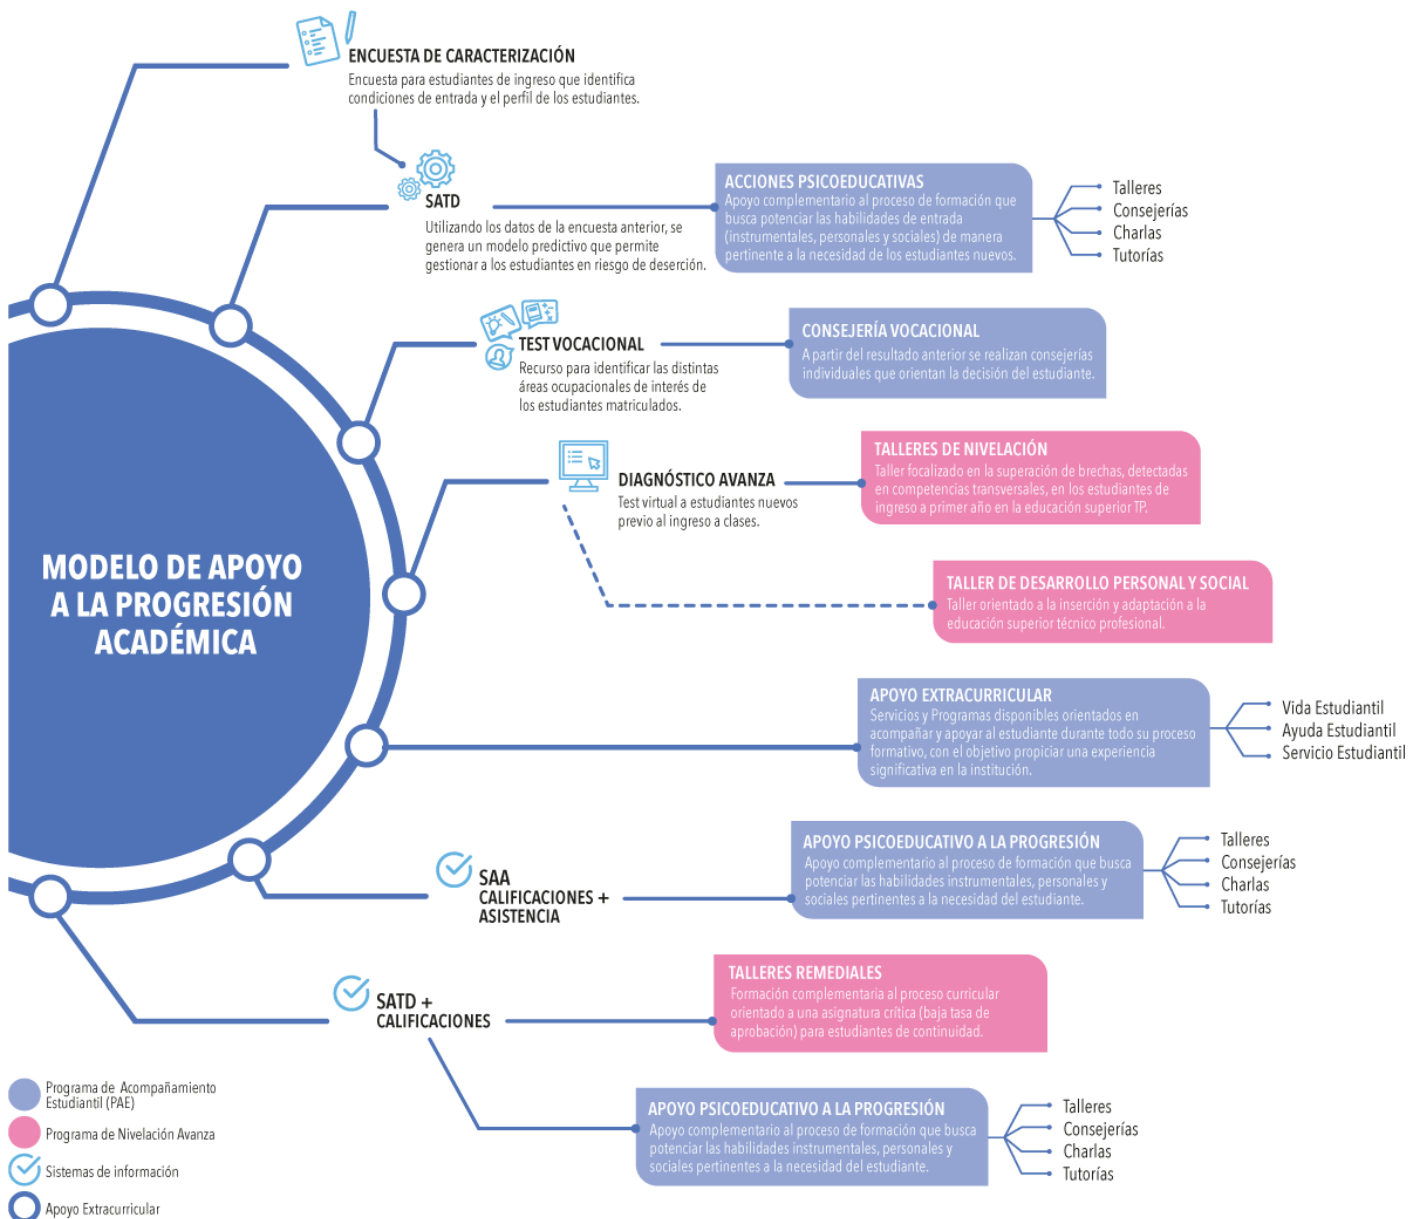 ENCUESTA DE CARACTERIZACIÓN
Encuesta para estudiantes de ingreso que identifica
condiciones de entrada y el perfil de los estudiantes.
SATD
Utilizando los datos de la encuesta anterior, se
genera un modelo predictivo que permite
gestionar a los estudiantes en riesgo de deserción.
ACCIONES PSICOEDUCATIVAS
Apoyo complementario al proceso de formación que
busca potenciar las habilidades de entrada
(instrumentales, personales y sociales) de manera
pertinente a la necesidad de los estudiantes nuevos.
Talleres
Consejerías
Charlas
Tutorías
TEST VOCACIONAL
Recurso para identificar las distintas
áreas ocupacionales de interés de
los estudiantes matriculados.
CONSEJERÍA VOCACIONAL
A partir del resultado anterior se realizan consejerías
individuales que orientan la decisión del estudiante.
DIAGNÓSTICO AVANZA
Test virtual a estudiantes nuevos
previo al ingreso a clases.
TALLERES DE NIVELACIÓN
Taller focalizado en la superación de brechas, detectadas
en competencias transversales, en los estudiantes de
ingreso a primer año en la educación superior TP.
MODELO DE APOYO
A LA PROGRESIÓN
ACADÉMICA
TALLER DE DESARROLLO PERSONAL Y SOCIAL
Taller orientado a la inserción y adaptación a la
educación superior técnico profesional.
APOYO EXTRACURRICULAR
Servicios y Programas disponibles orientados en
acompañar y apoyar al estudiante durante todo su proceso
formativo, con el objetivo propiciar una experiencia
significativa en la institución.
Vida Estudiantil
Ayuda Estudiantil
Servicio Estudiantil
SAA
CALIFICACIONES +
ASISTENCIA
APOYO PSICOEDUCATIVO A LA PROGRESIÓN
Apoyo complementario al proceso de formación que busca
potenciar las habilidades instrumentales, personales y
sociales pertinentes a la necesidad del estudiante.
Talleres
Consejerías
Charlas
Tutorías
SATD +
CALIFICACIONES
TALLERES REMEDIALES
Formación complementaria al proceso curricular
orientado a una asignatura crítica (baja tasa de
aprobación) para estudiantes de continuidad.
APOYO PSICOEDUCATIVO A LA PROGRESIÓN
Apoyo complementario al proceso de formación que busca
potenciar las habilidades instrumentales, personales y
sociales pertinentes a la necesidad del estudiante.
Talleres
Consejerías
Charlas
Tutorías
Programa de Acompañamiento
Estudiantil (PAE)
Programa de Nivelación Avanza
Sistemas de información
Apoyo Extracurricular